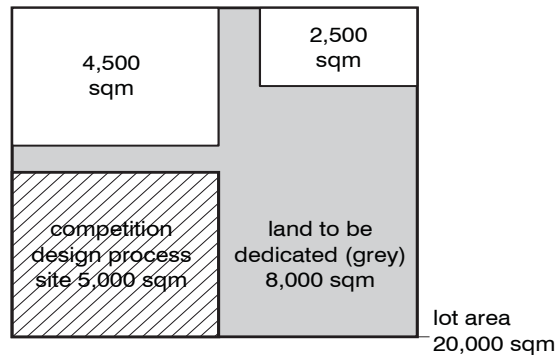 4,500
sqm
2,500
sqm
competition
design process
site 5,000 sqm
land to be
dedicated (grey)
8,000 sqm
lot area
20,000 sqm